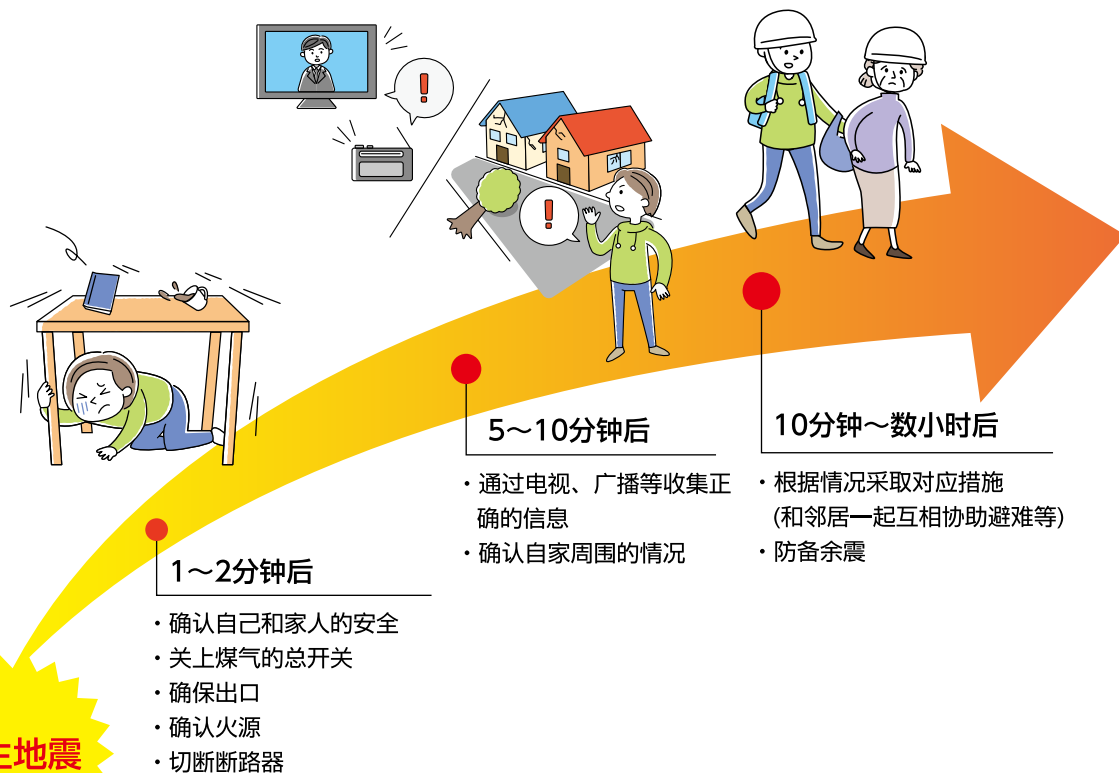 1～2分钟后
・确认自己和家人的安全
・关上煤气的总开关
・确保出口
・确认火源
・切断断路器
5～10分钟后
・通过电视、广播等收集正
确的信息
・确认自家周围的情况
10分钟～数小时后
・根据情况采取对应措施
(和邻居一起互相协助避难等)
・防备余震
生地震